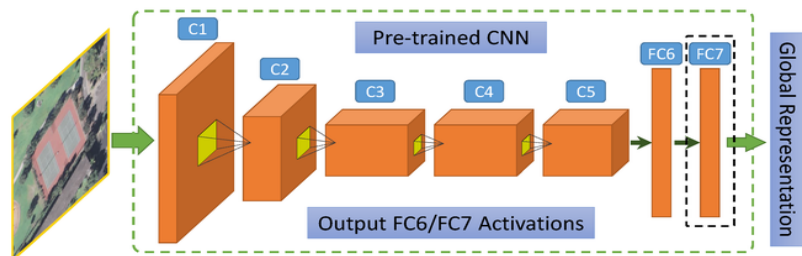 Pre-trained CNN
C1
C2
C3
C4
C5
FC6
FC7
Output FC6/FC7 Activations
Global Representation